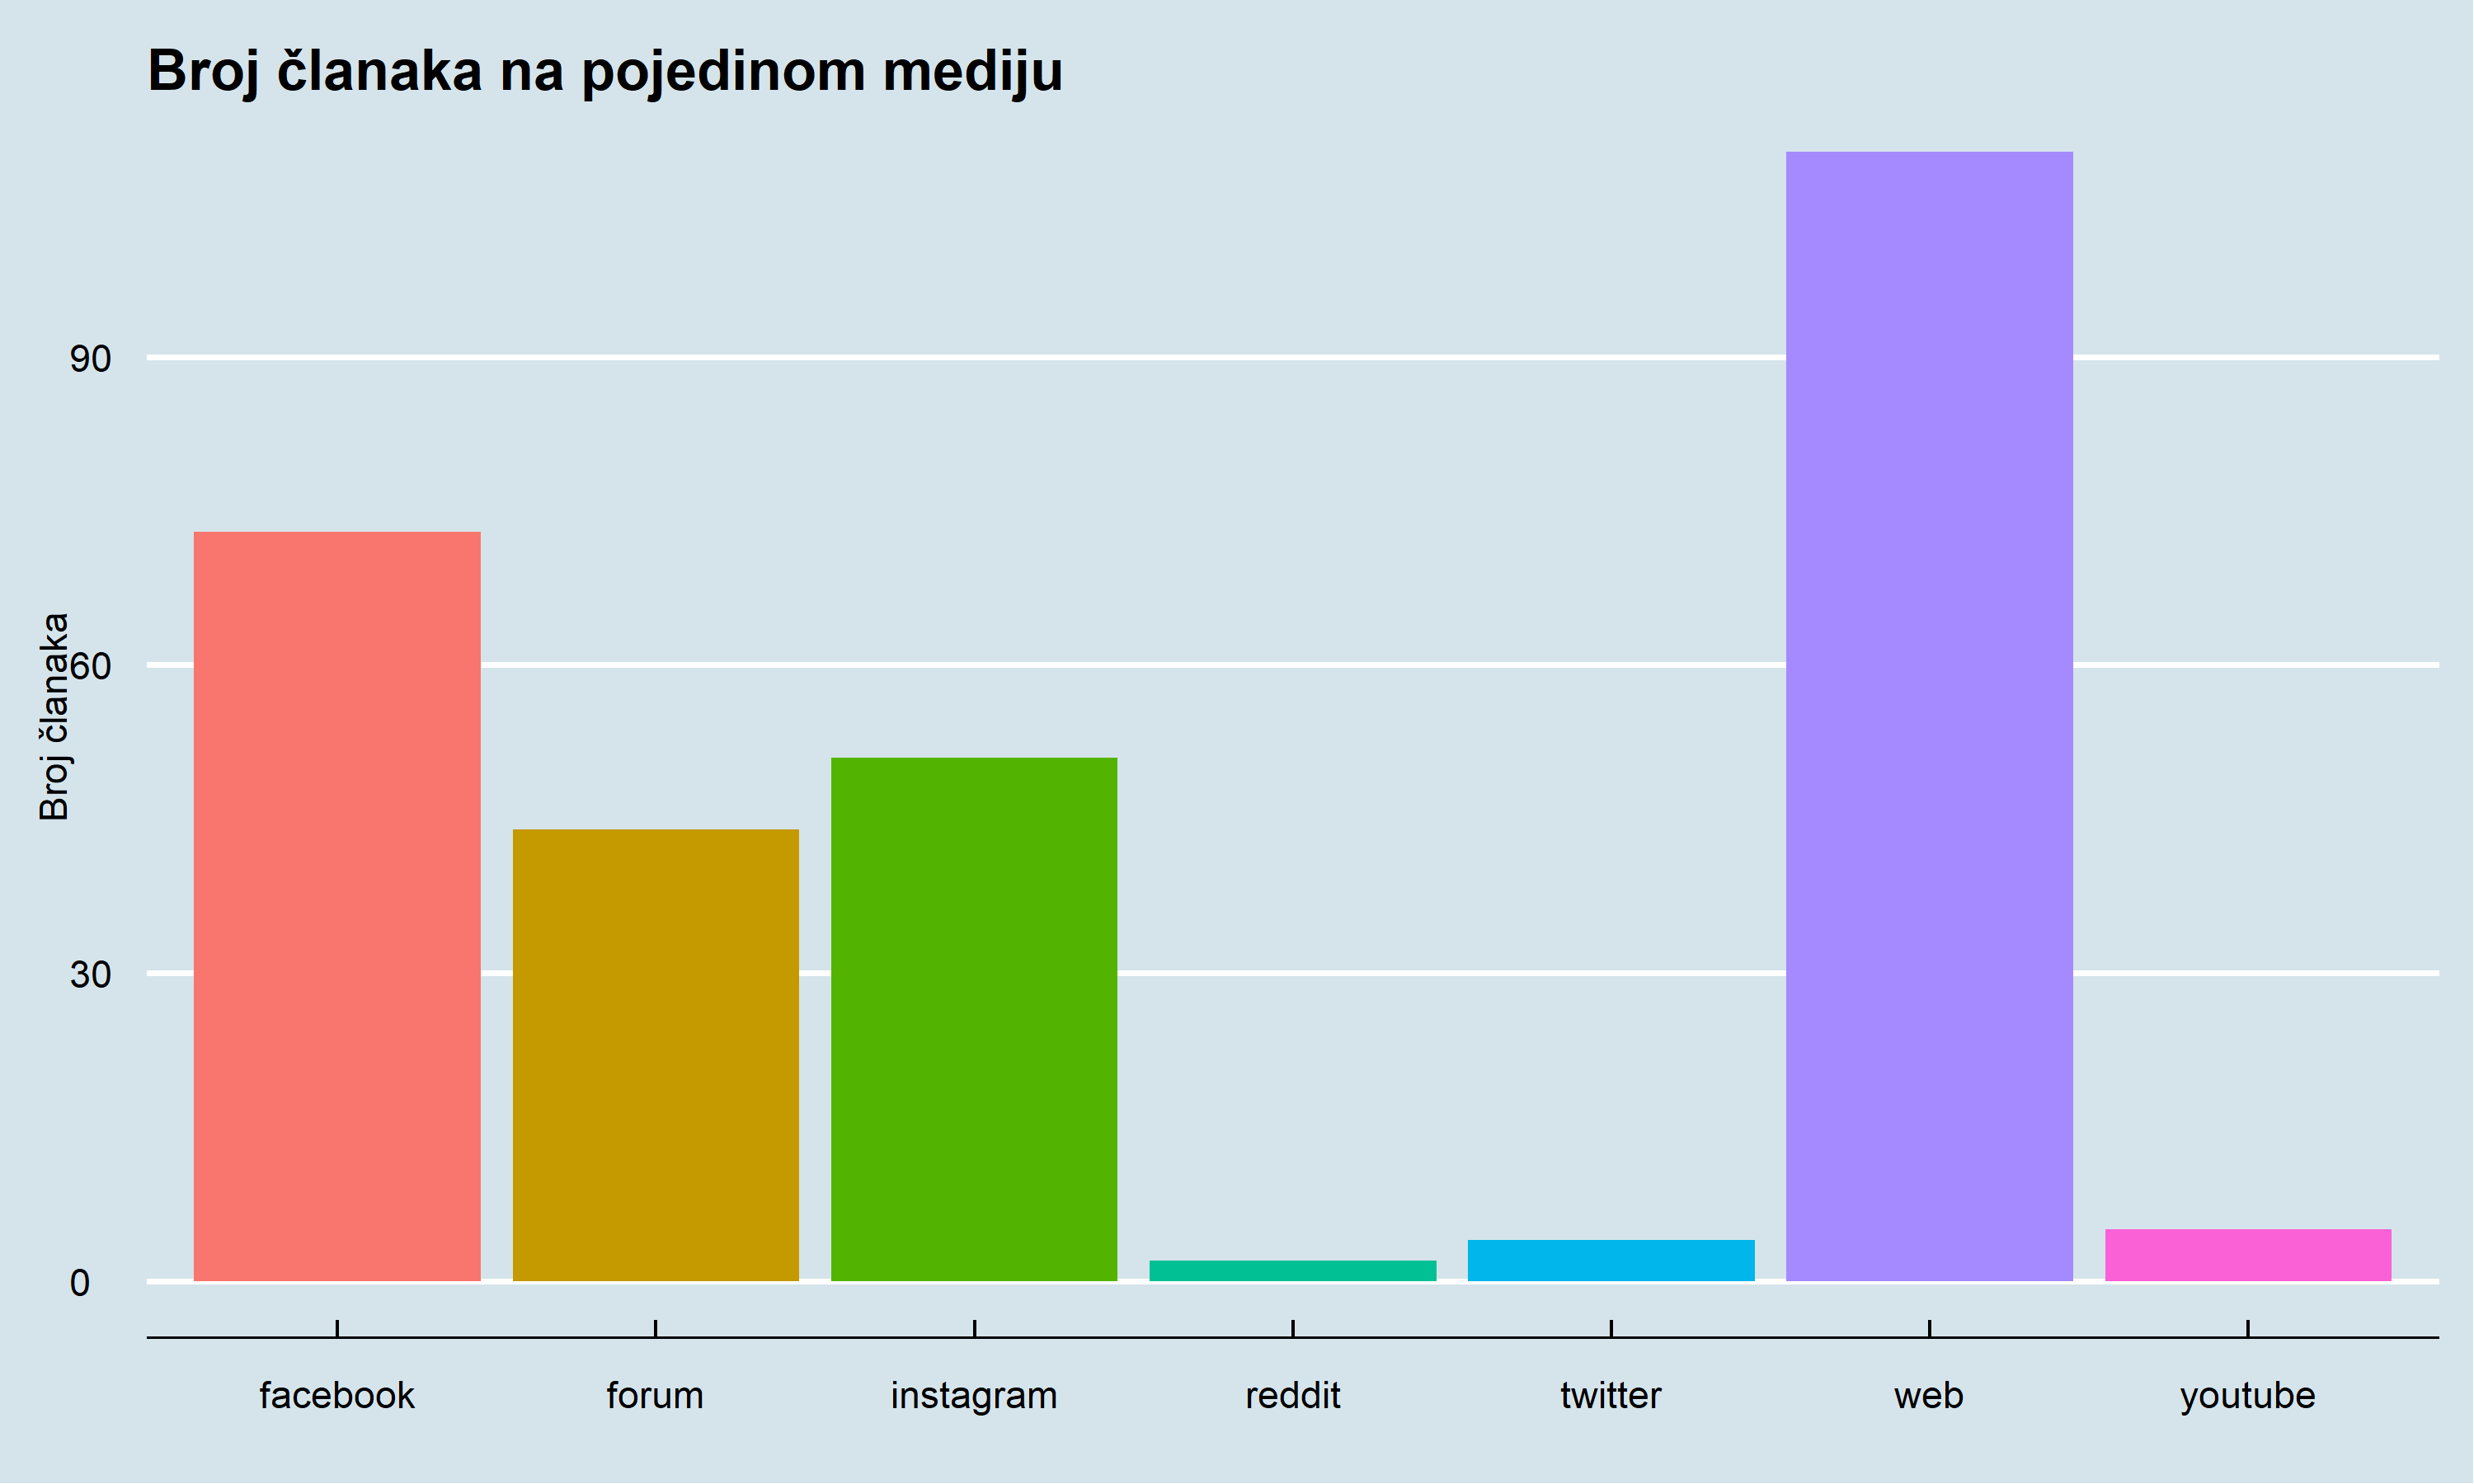 Broj članaka na pojedinom mediju
Broj članaka
90
60
30
0
facebook forum instagram reddit twitter web youtube